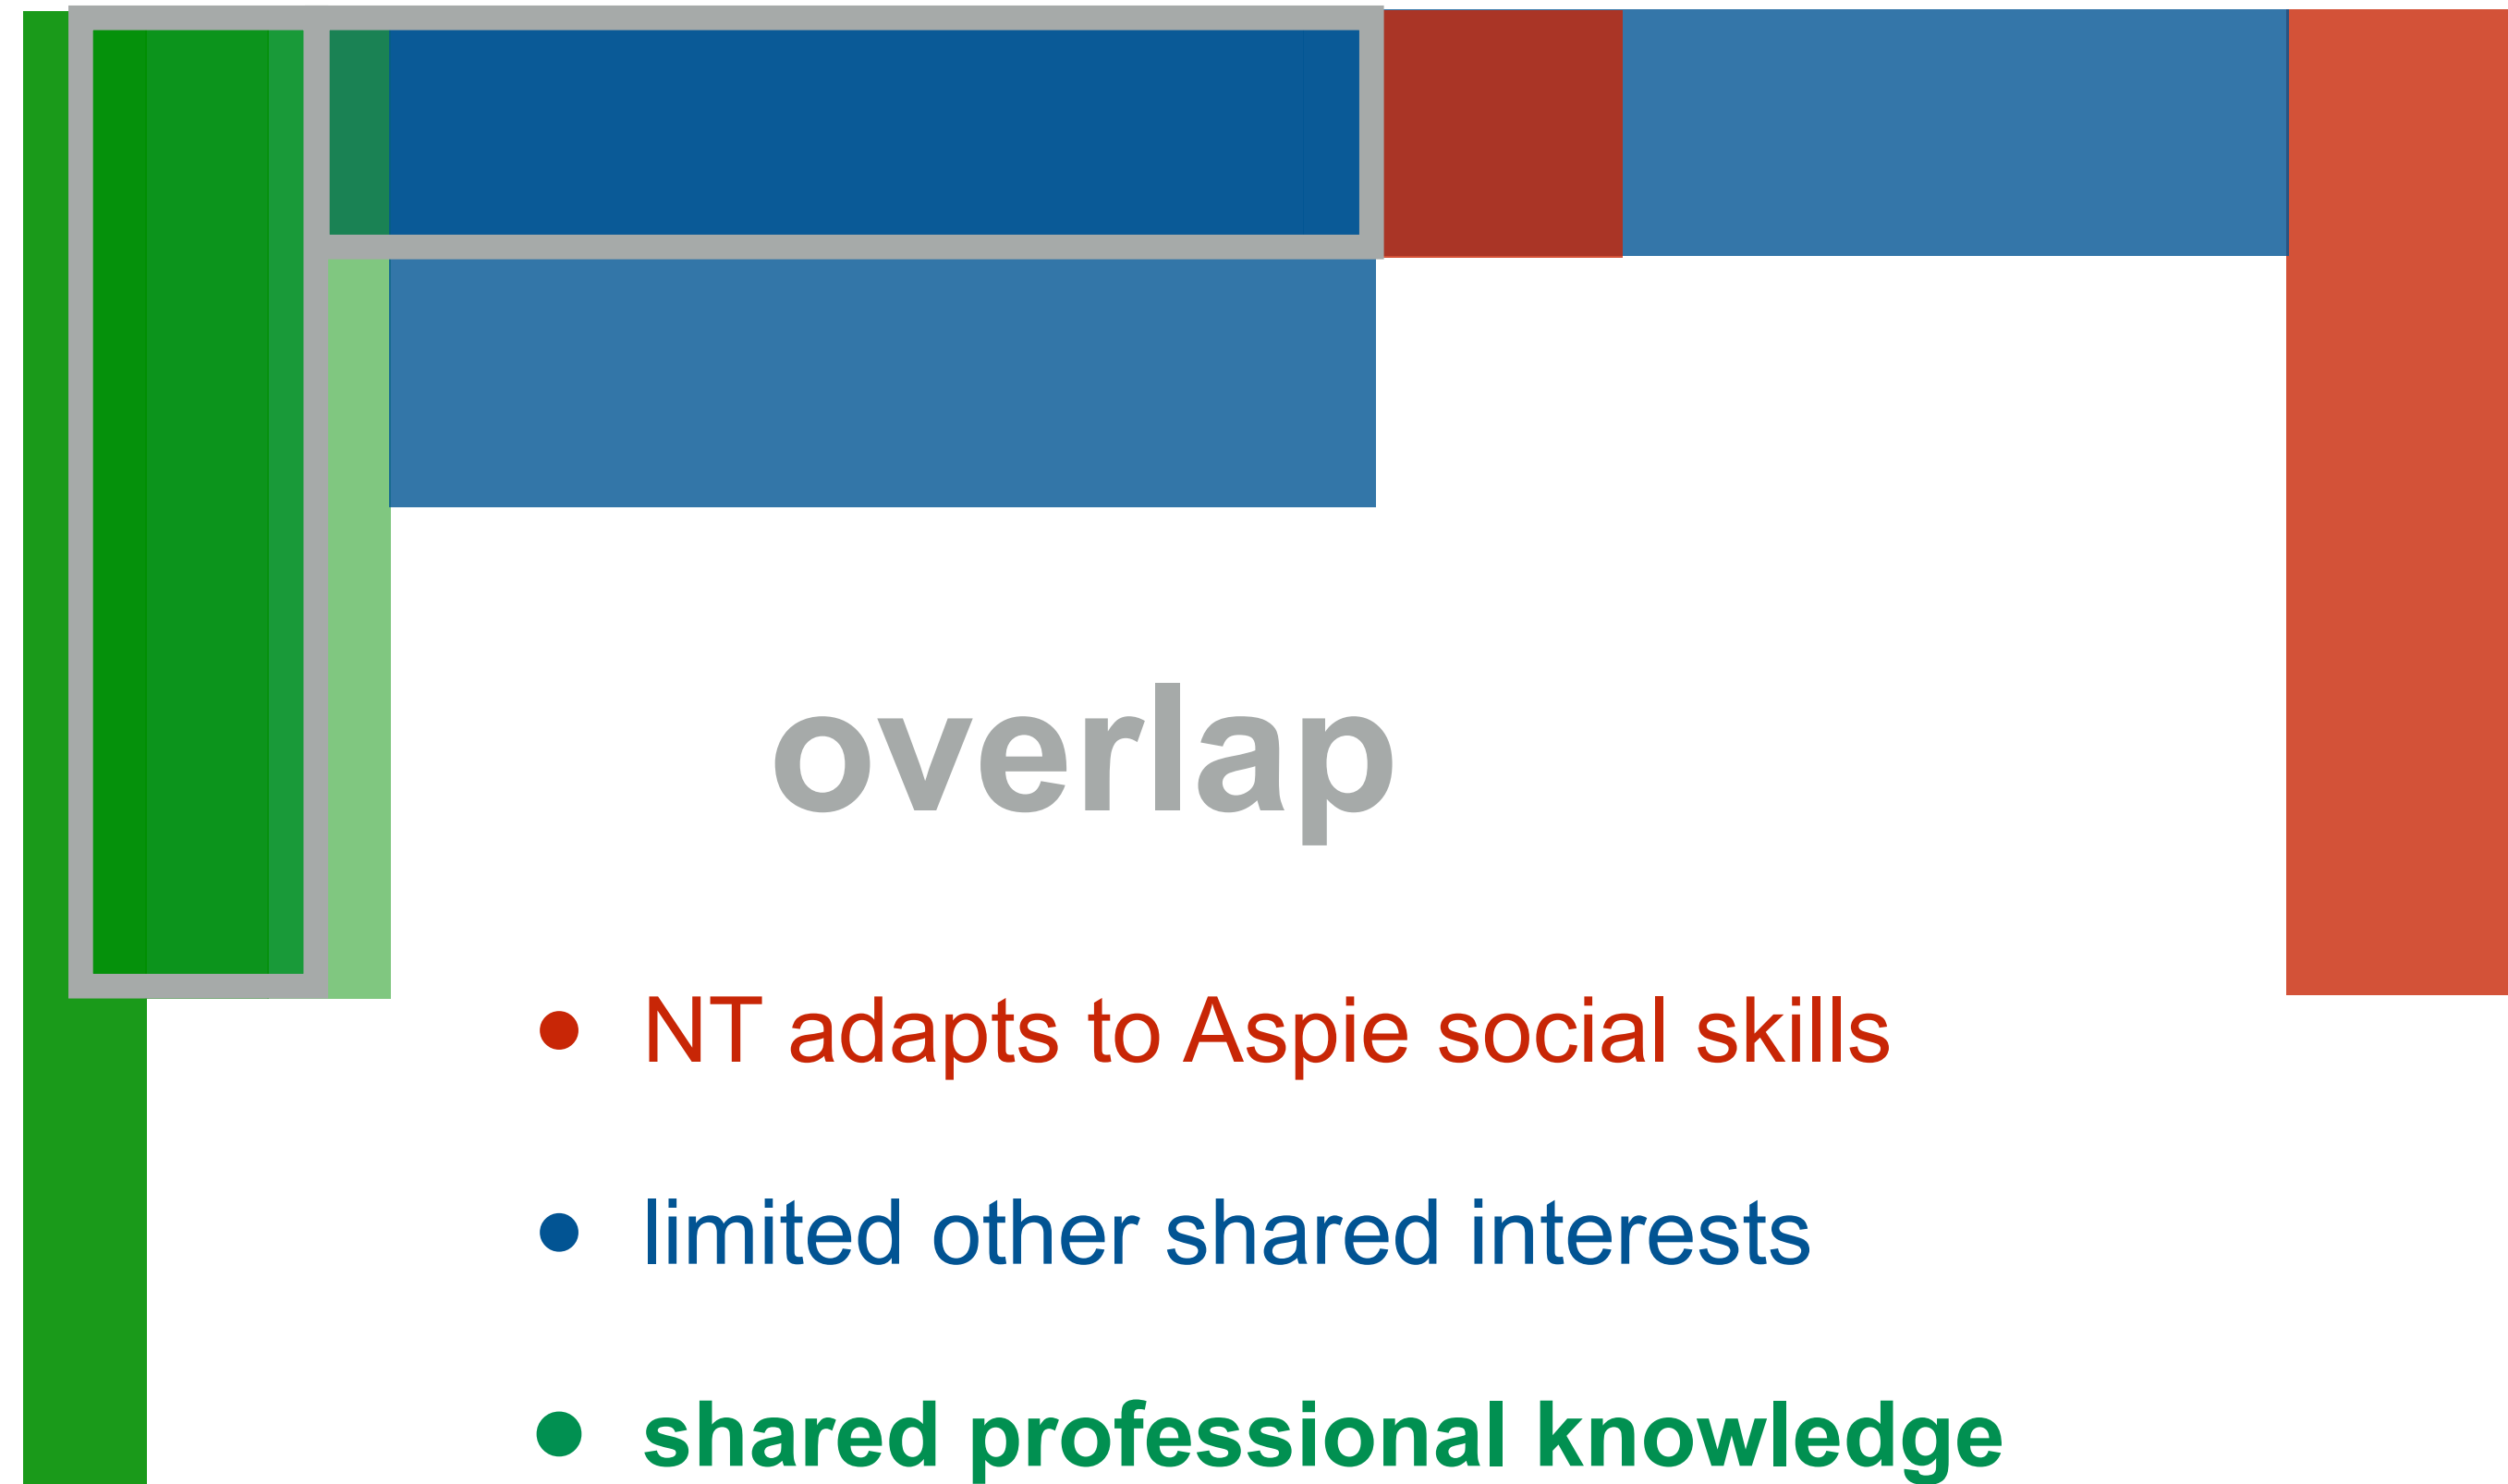 overlap
• NT adapts to Aspie social skills
• limited other shared interests
• shared professional knowledge